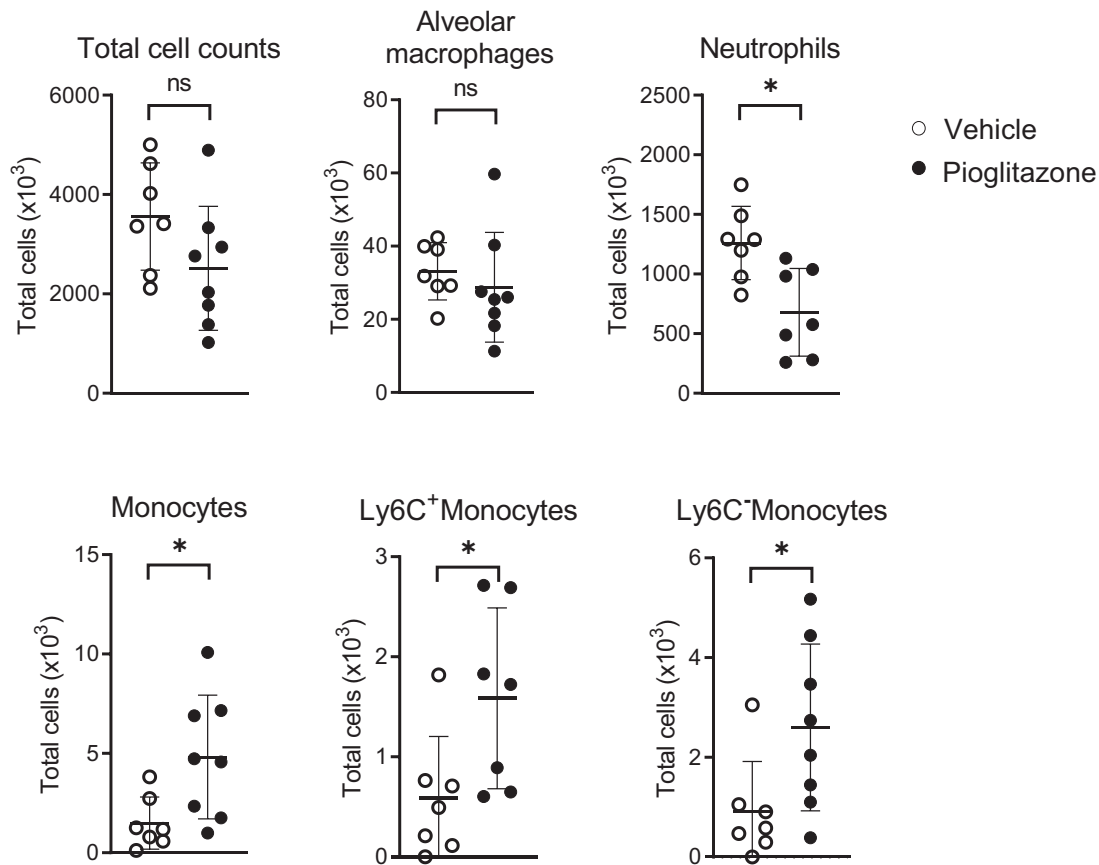 Total cell counts
ns
Total cells (x10³)
6000
4000
2000
0
Alveolar
macrophages
ns
Total cells (x10³)
80
60
40
20
0
Neutrophils
*
Total cells (x10³)
2500
2000
1500
1000
500
0
Vehicle
Pioglitazone
Monocytes
*
Total cells (x10³)
15
10
5
0
Ly6C⁺Monocytes
*
Total cells (x10³)
3
2
1
0
Ly6C⁻Monocytes
*
Total cells (x10³)
6
4
2
0